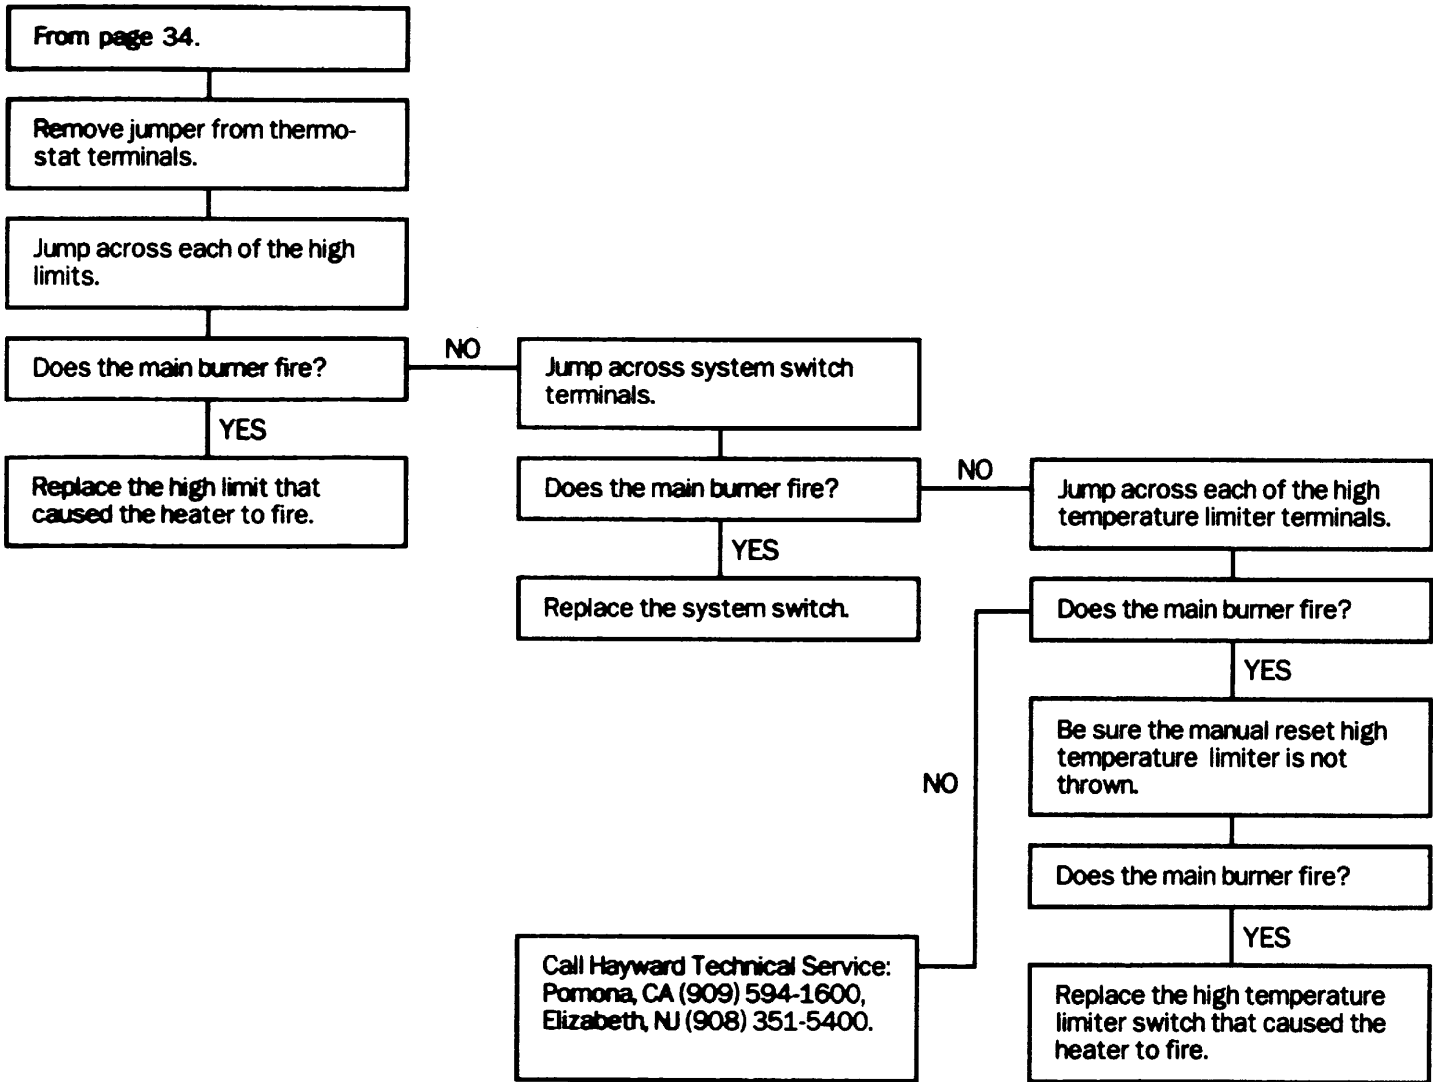 From page 34.
Remove jumper from thermo-
stat terminals.
Jump across each of the high
limits.
Does the main burner fire?
NO
YES
Replace the high limit that
caused the heater to fire.
Jump across system switch
terminals.
Does the main burner fire?
NO
YES
Replace the system switch.
Jump across each of the high
temperature limiter terminals.
Does the main burner fire?
YES
NO
Be sure the manual reset high
temperature limiter is not
thrown.
Does the main burner fire?
YES
Replace the high temperature
limiter switch that caused the
heater to fire.
Call Hayward Technical Service:
Pomona, CA (909) 594-1600,
Elizabeth, NJ (908) 351-5400.